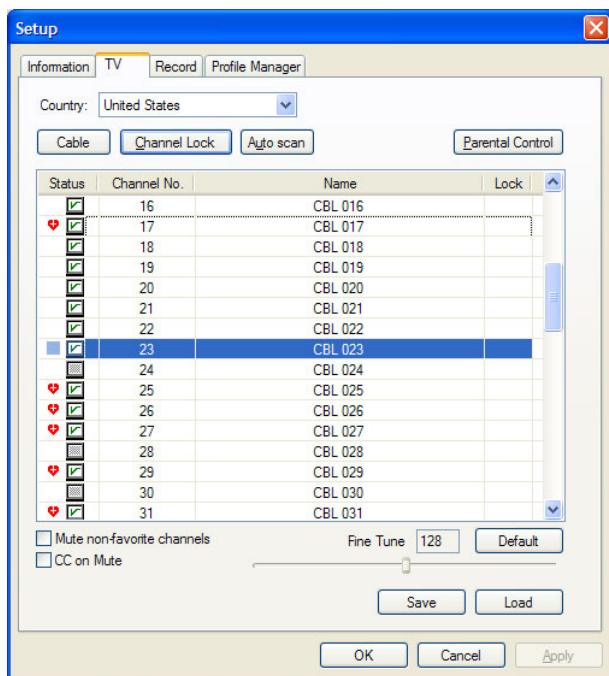 Setup
Information TV Record Profile Manager
Country: United States
Cable Channel Lock Auto scan Parental Control
Status Channel No. Name Lock
16 CBL 016
17 CBL 017
18 CBL 018
19 CBL 019
20 CBL 020
21 CBL 021
22 CBL 022
23 CBL 023
24 CBL 024
25 CBL 025
26 CBL 026
27 CBL 027
28 CBL 028
29 CBL 029
30 CBL 030
31 CBL 031
Mute non-favorite channels Fine Tune 128 Default
CC on Mute
Save Load
OK Cancel Apply